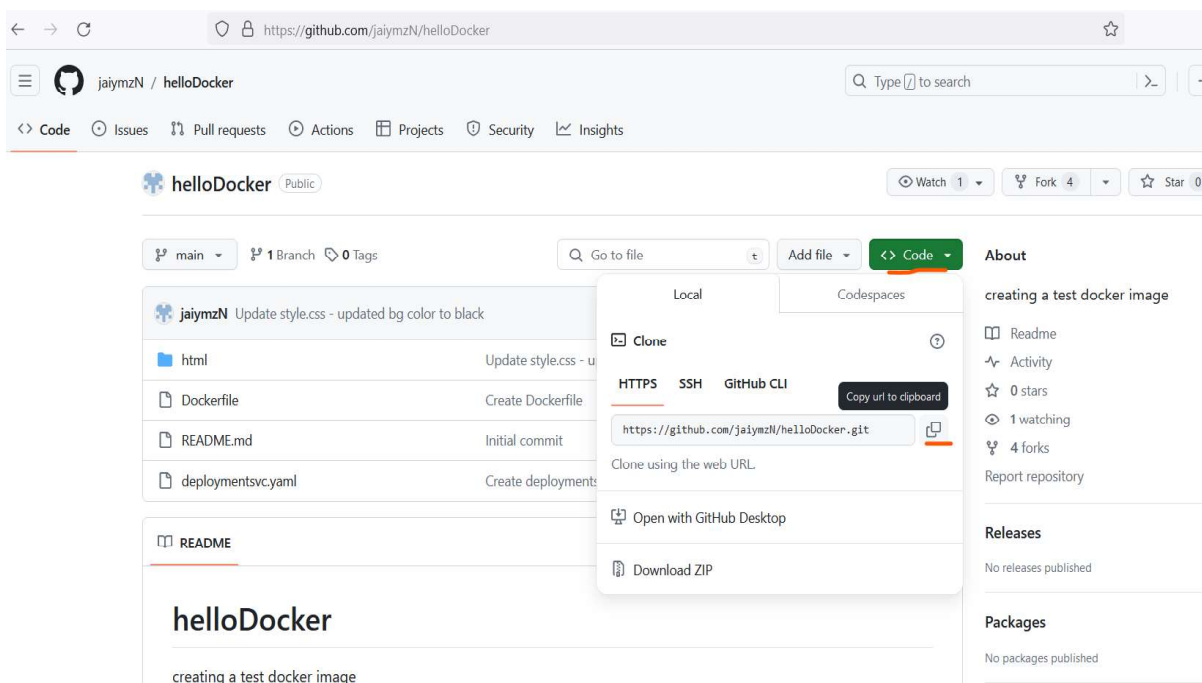 https://github.com/jaiymzN/helloDocker
jaiymzN / helloDocker
Type / to search
Code Issues Pull requests Actions Projects Security Insights
helloDocker Public
Watch 1 Fork 4 Star 0
main 1 Branch 0 Tags Go to file t Add file Code
jaiymzN Update style.css - updated bg color to black
html Update style.css - u
Dockerfile Create Dockerfile
README.md Initial commit
deploymentsvc.yaml Create deployments
README
helloDocker
creating a test docker image
Local Codespaces
Clone
HTTPS SSH GitHub CLI
Copy url to clipboard
https://github.com/jaiymzN/helloDocker.git
Clone using the web URL.
Open with GitHub Desktop
Download ZIP
About
creating a test docker image
Readme
Activity
0 stars
1 watching
4 forks
Report repository
Releases
No releases published
Packages
No packages published